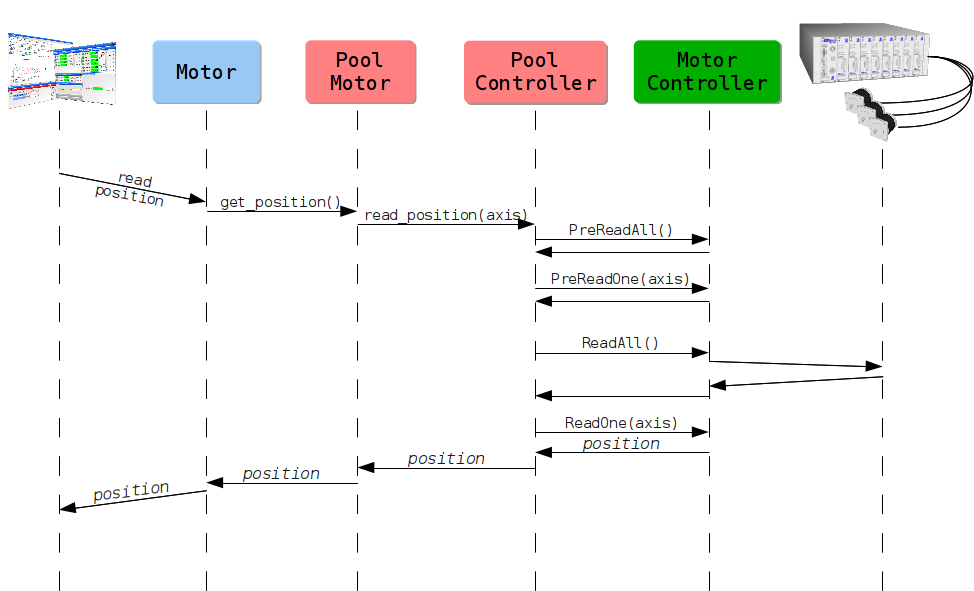 Motor
Pool
Motor
Pool
Controller
Motor
Controller
read
position
get_position()
read_position(axis)
PreReadAll()
PreReadOne(axis)
ReadAll()
ReadOne(axis)
position
position
position
position